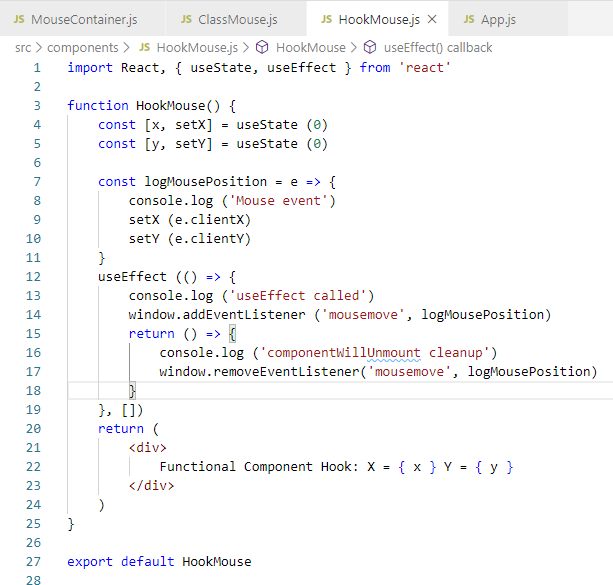 JS MouseContainer.js JS ClassMouse.js JS HookMouse.js × JS App.js
src > components > JS HookMouse.js > HookMouse > useEffect() callback
1 import React, { useState, useEffect } from 'react'
2
3 function HookMouse() {
4     const [x, setX] = useState (0)
5     const [y, setY] = useState (0)
6
7     const logMousePosition = e => {
8         console.log ('Mouse event')
9         setX (e.clientX)
10         setY (e.clientY)
11     }
12     useEffect (() => {
13         console.log ('useEffect called')
14         window.addEventListener ('mousemove', logMousePosition)
15         return () => {
16             console.log ('componentWillUnmount cleanup')
17             window.removeEventListener('mousemove', logMousePosition)
18         }
19     }, [])
20     return (
21         <div>
22             Functional Component Hook: X = { x } Y = { y }
23         </div>
24     )
25 }
26
27 export default HookMouse
28